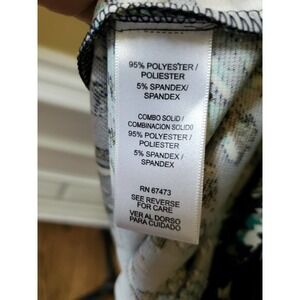 95% POLYESTER /
POLIESTER
5% SPANDEX/
SPANDEX
COMBO SOLID /
COMBINACION SOLIDO
95% POLYESTER /
POLIESTER
5% SPANDEX /
SPANDEX
RN 67473
SEE REVERSE
FOR CARE
VER AL DORSO
PARA CUIDADO